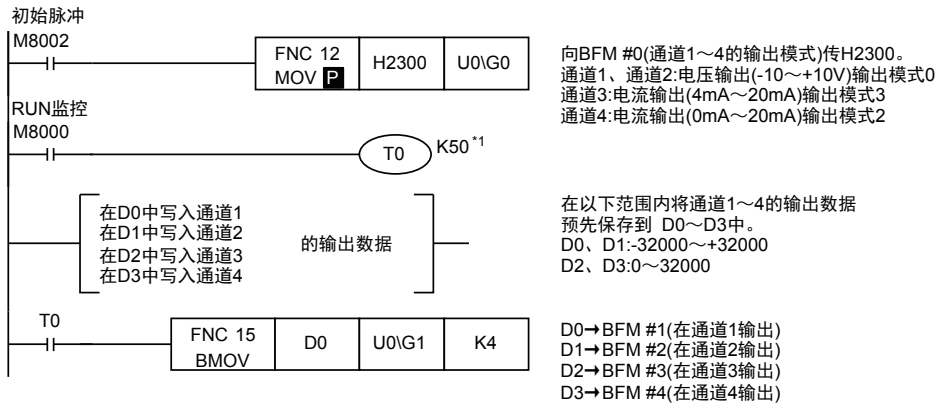 初始脉冲
M8002
FNC 12
MOV P
H2300
U0\G0
向BFM #0(通道1～4的输出模式)传H2300。
通道1、通道2:电压输出(-10～+10V)输出模式0
通道3:电流输出(4mA～20mA)输出模式3
通道4:电流输出(0mA～20mA)输出模式2
RUN监控
M8000
T0
K50 *1
在D0中写入通道1
在D1中写入通道2
在D2中写入通道3
在D3中写入通道4
的输出数据
在以下范围内将通道1～4的输出数据
预先保存到 D0～D3中。
D0、D1:-32000～+32000
D2、D3:0～32000
T0
FNC 15
BMOV
D0
U0\G1
K4
D0→BFM #1(在通道1输出)
D1→BFM #2(在通道2输出)
D2→BFM #3(在通道3输出)
D3→BFM #4(在通道4输出)